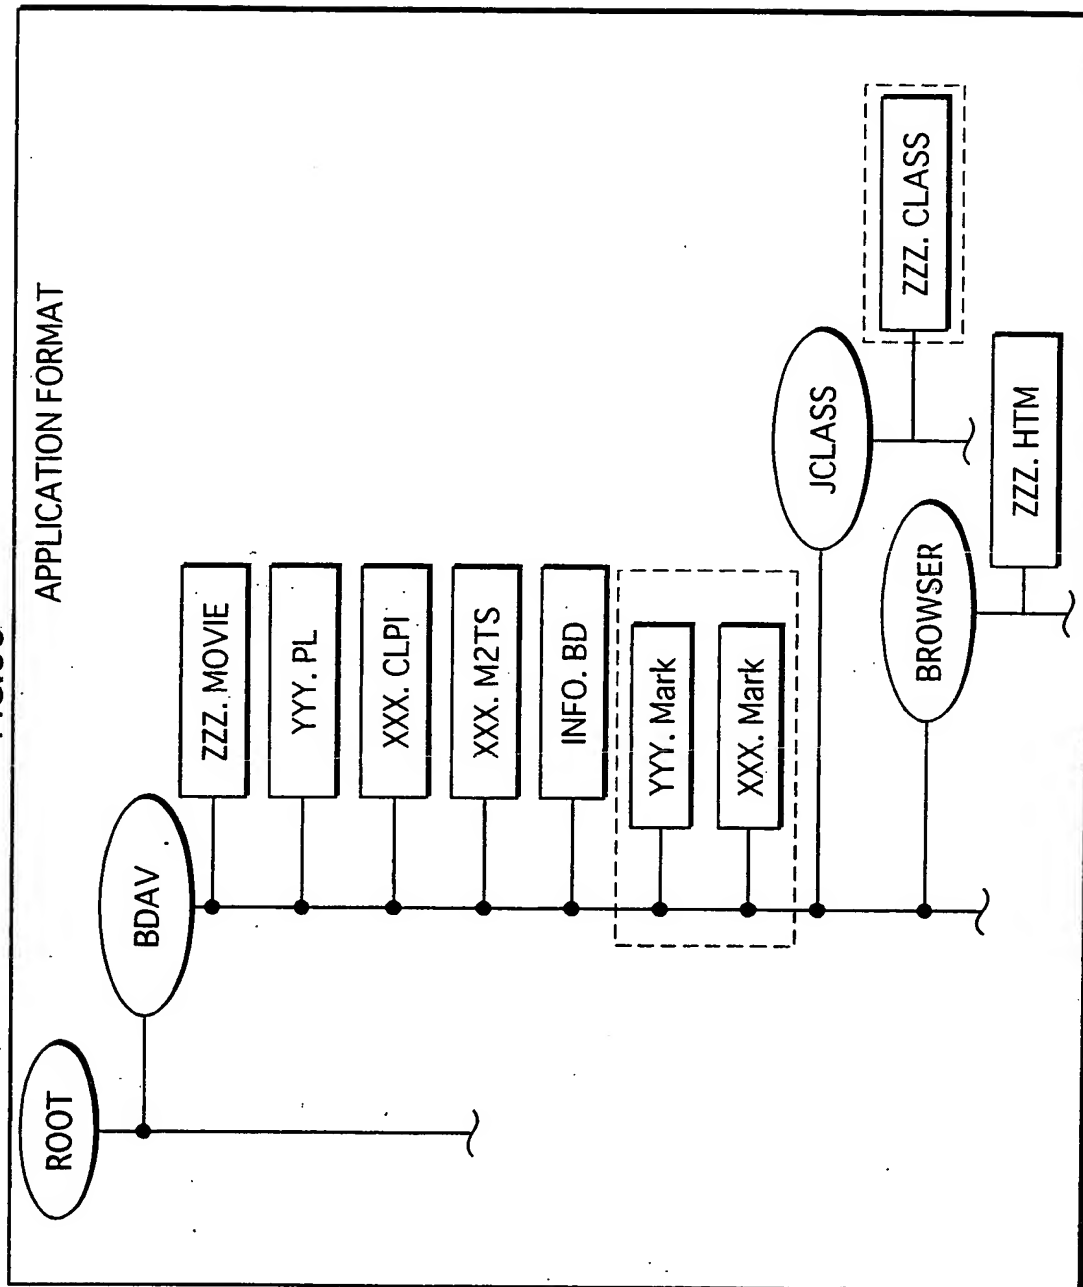 APPLICATION FORMAT
ROOT
BDAV
ZZZ. MOVIE
YYY. PL
XXX. CLPI
XXX. M2TS
INFO. BD
YYY. Mark
XXX. Mark
JCLASS
ZZZ. CLASS
BROWSER
ZZZ. HTM